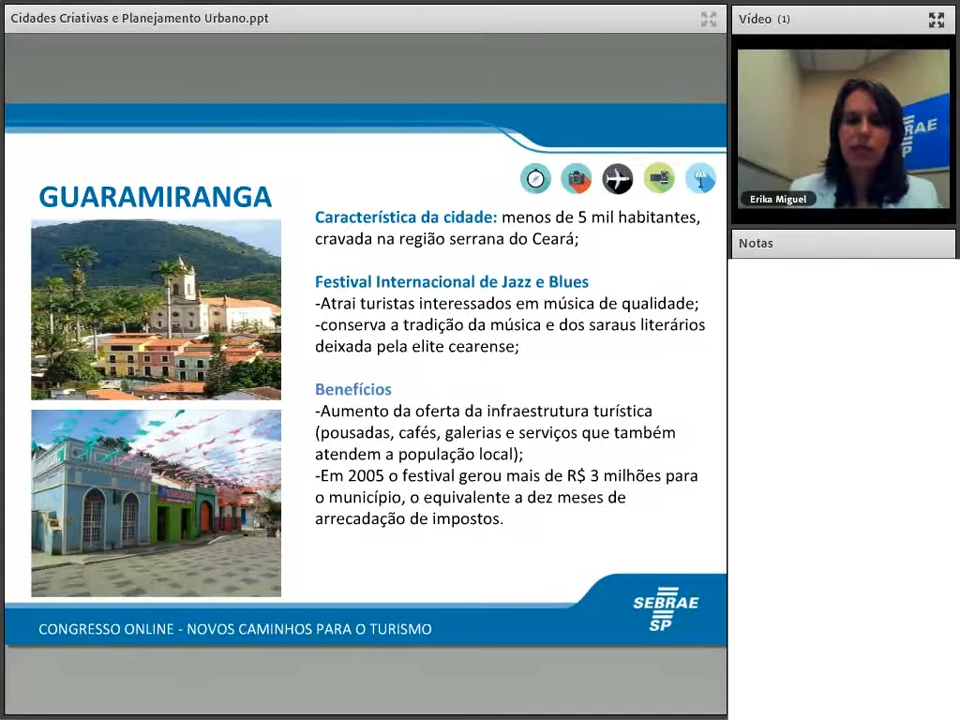 Cidades Criativas e Planejamento Urbano.ppt
Vídeo (1)
RAE
SP
Erika Miguel
Notas
GUARAMIRANGA
Característica da cidade: menos de 5 mil habitantes,
cravada na região serrana do Ceará;
Festival Internacional de Jazz e Blues
-Atrai turistas interessados em música de qualidade;
-conserva a tradição da música e dos saraus literários
deixada pela elite cearense;
Benefícios
-Aumento da oferta da infraestrutura turística
(pousadas, cafés, galerias e serviços que também
atendem a população local);
-Em 2005 o festival gerou mais de R$ 3 milhões para
o município, o equivalente a dez meses de
arrecadação de impostos.
SEBRAE
SP
CONGRESSO ONLINE - NOVOS CAMINHOS PARA O TURISMO